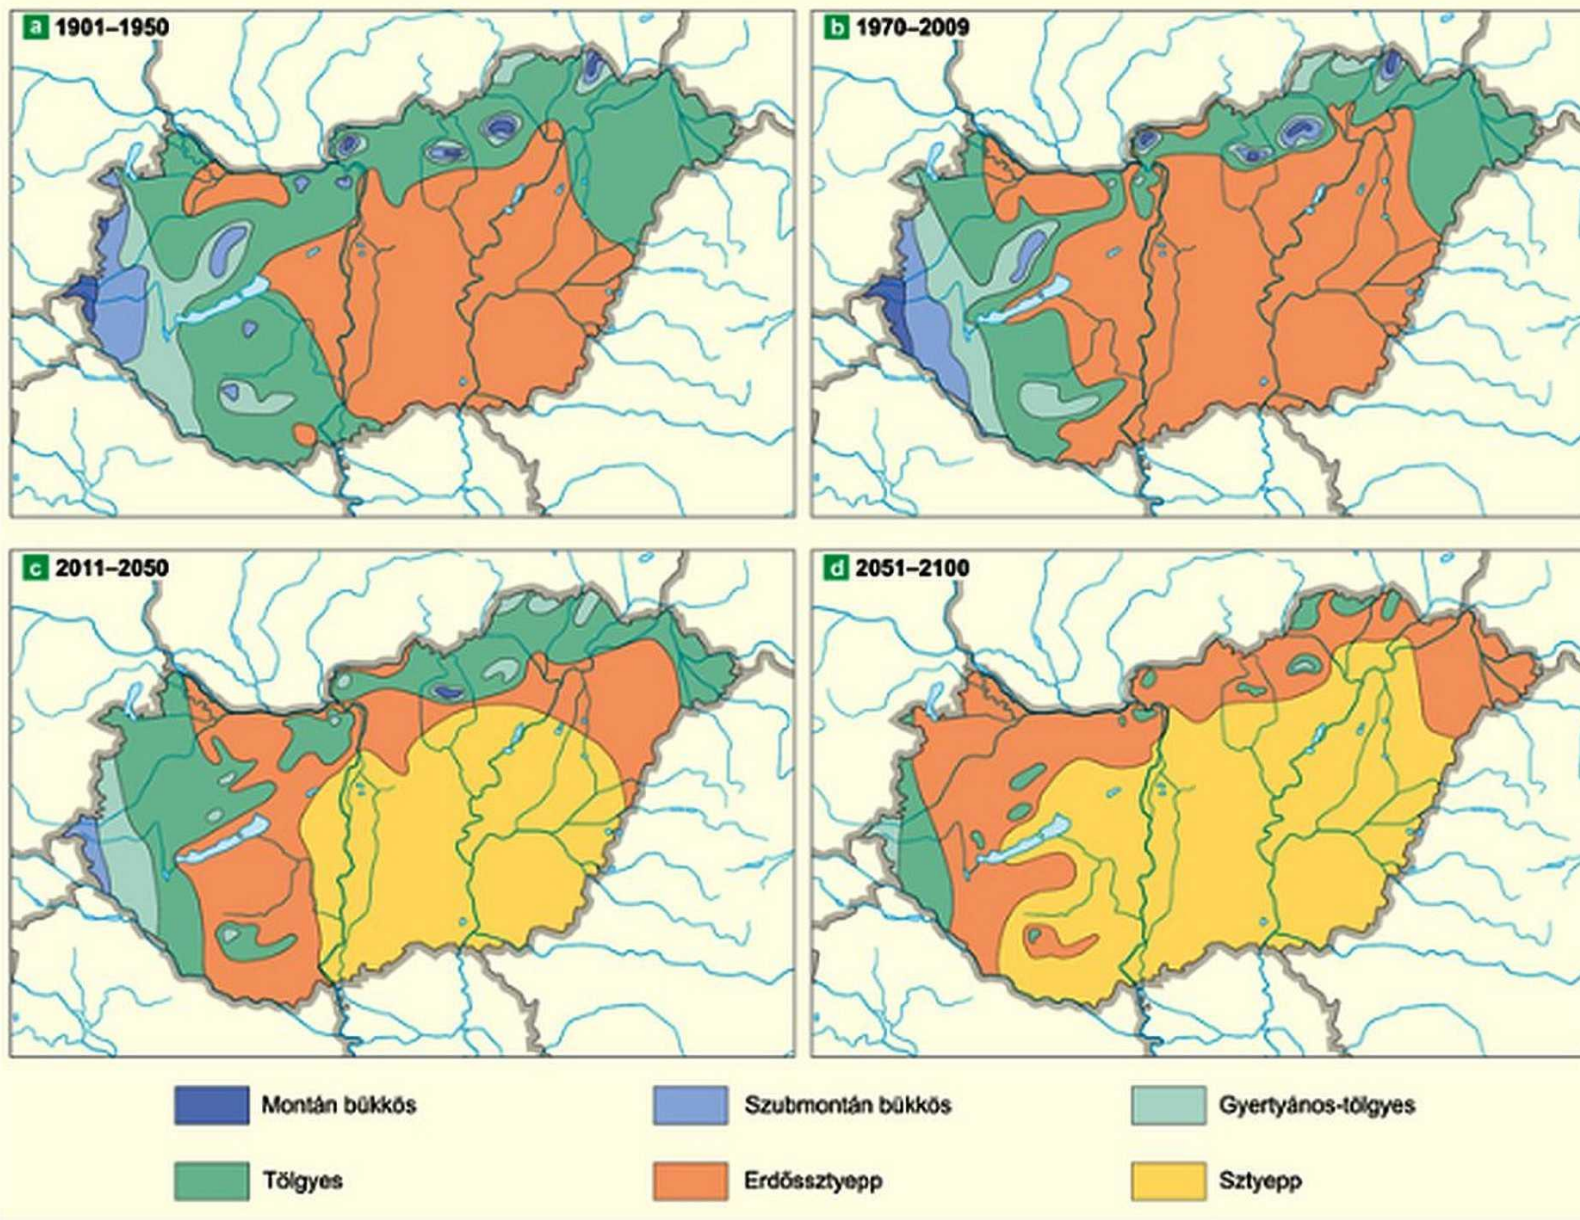 a 1901–1950
b 1970–2009
c 2011–2050
d 2051–2100
Montán bükkös
Szubmontán bükkös
Gyertyános-tölgyes
Tölgyes
Erdőssztyepp
Sztyepp